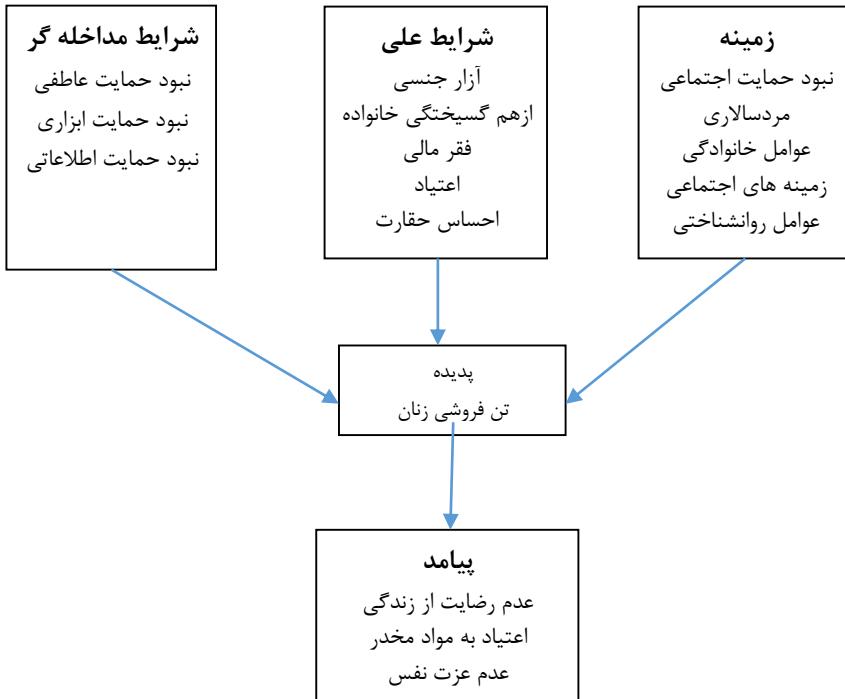 زمینه
نبود حمایت اجتماعی
مردسالاری
عوامل خانوادگی
زمینه های اجتماعی
عوامل روانشناختی
شرایط علی
آزار جنسی
ازهم گسیختگی خانواده
فقر مالی
اعتیاد
احساس حقارت
شرایط مداخله گر
نبود حمایت عاطفی
نبود حمایت ابزاری
نبود حمایت اطلاعاتی
پدیده
تن فروشی زنان
پیامد
عدم رضایت از زندگی
اعتیاد به مواد مخدر
عدم عزت نفس